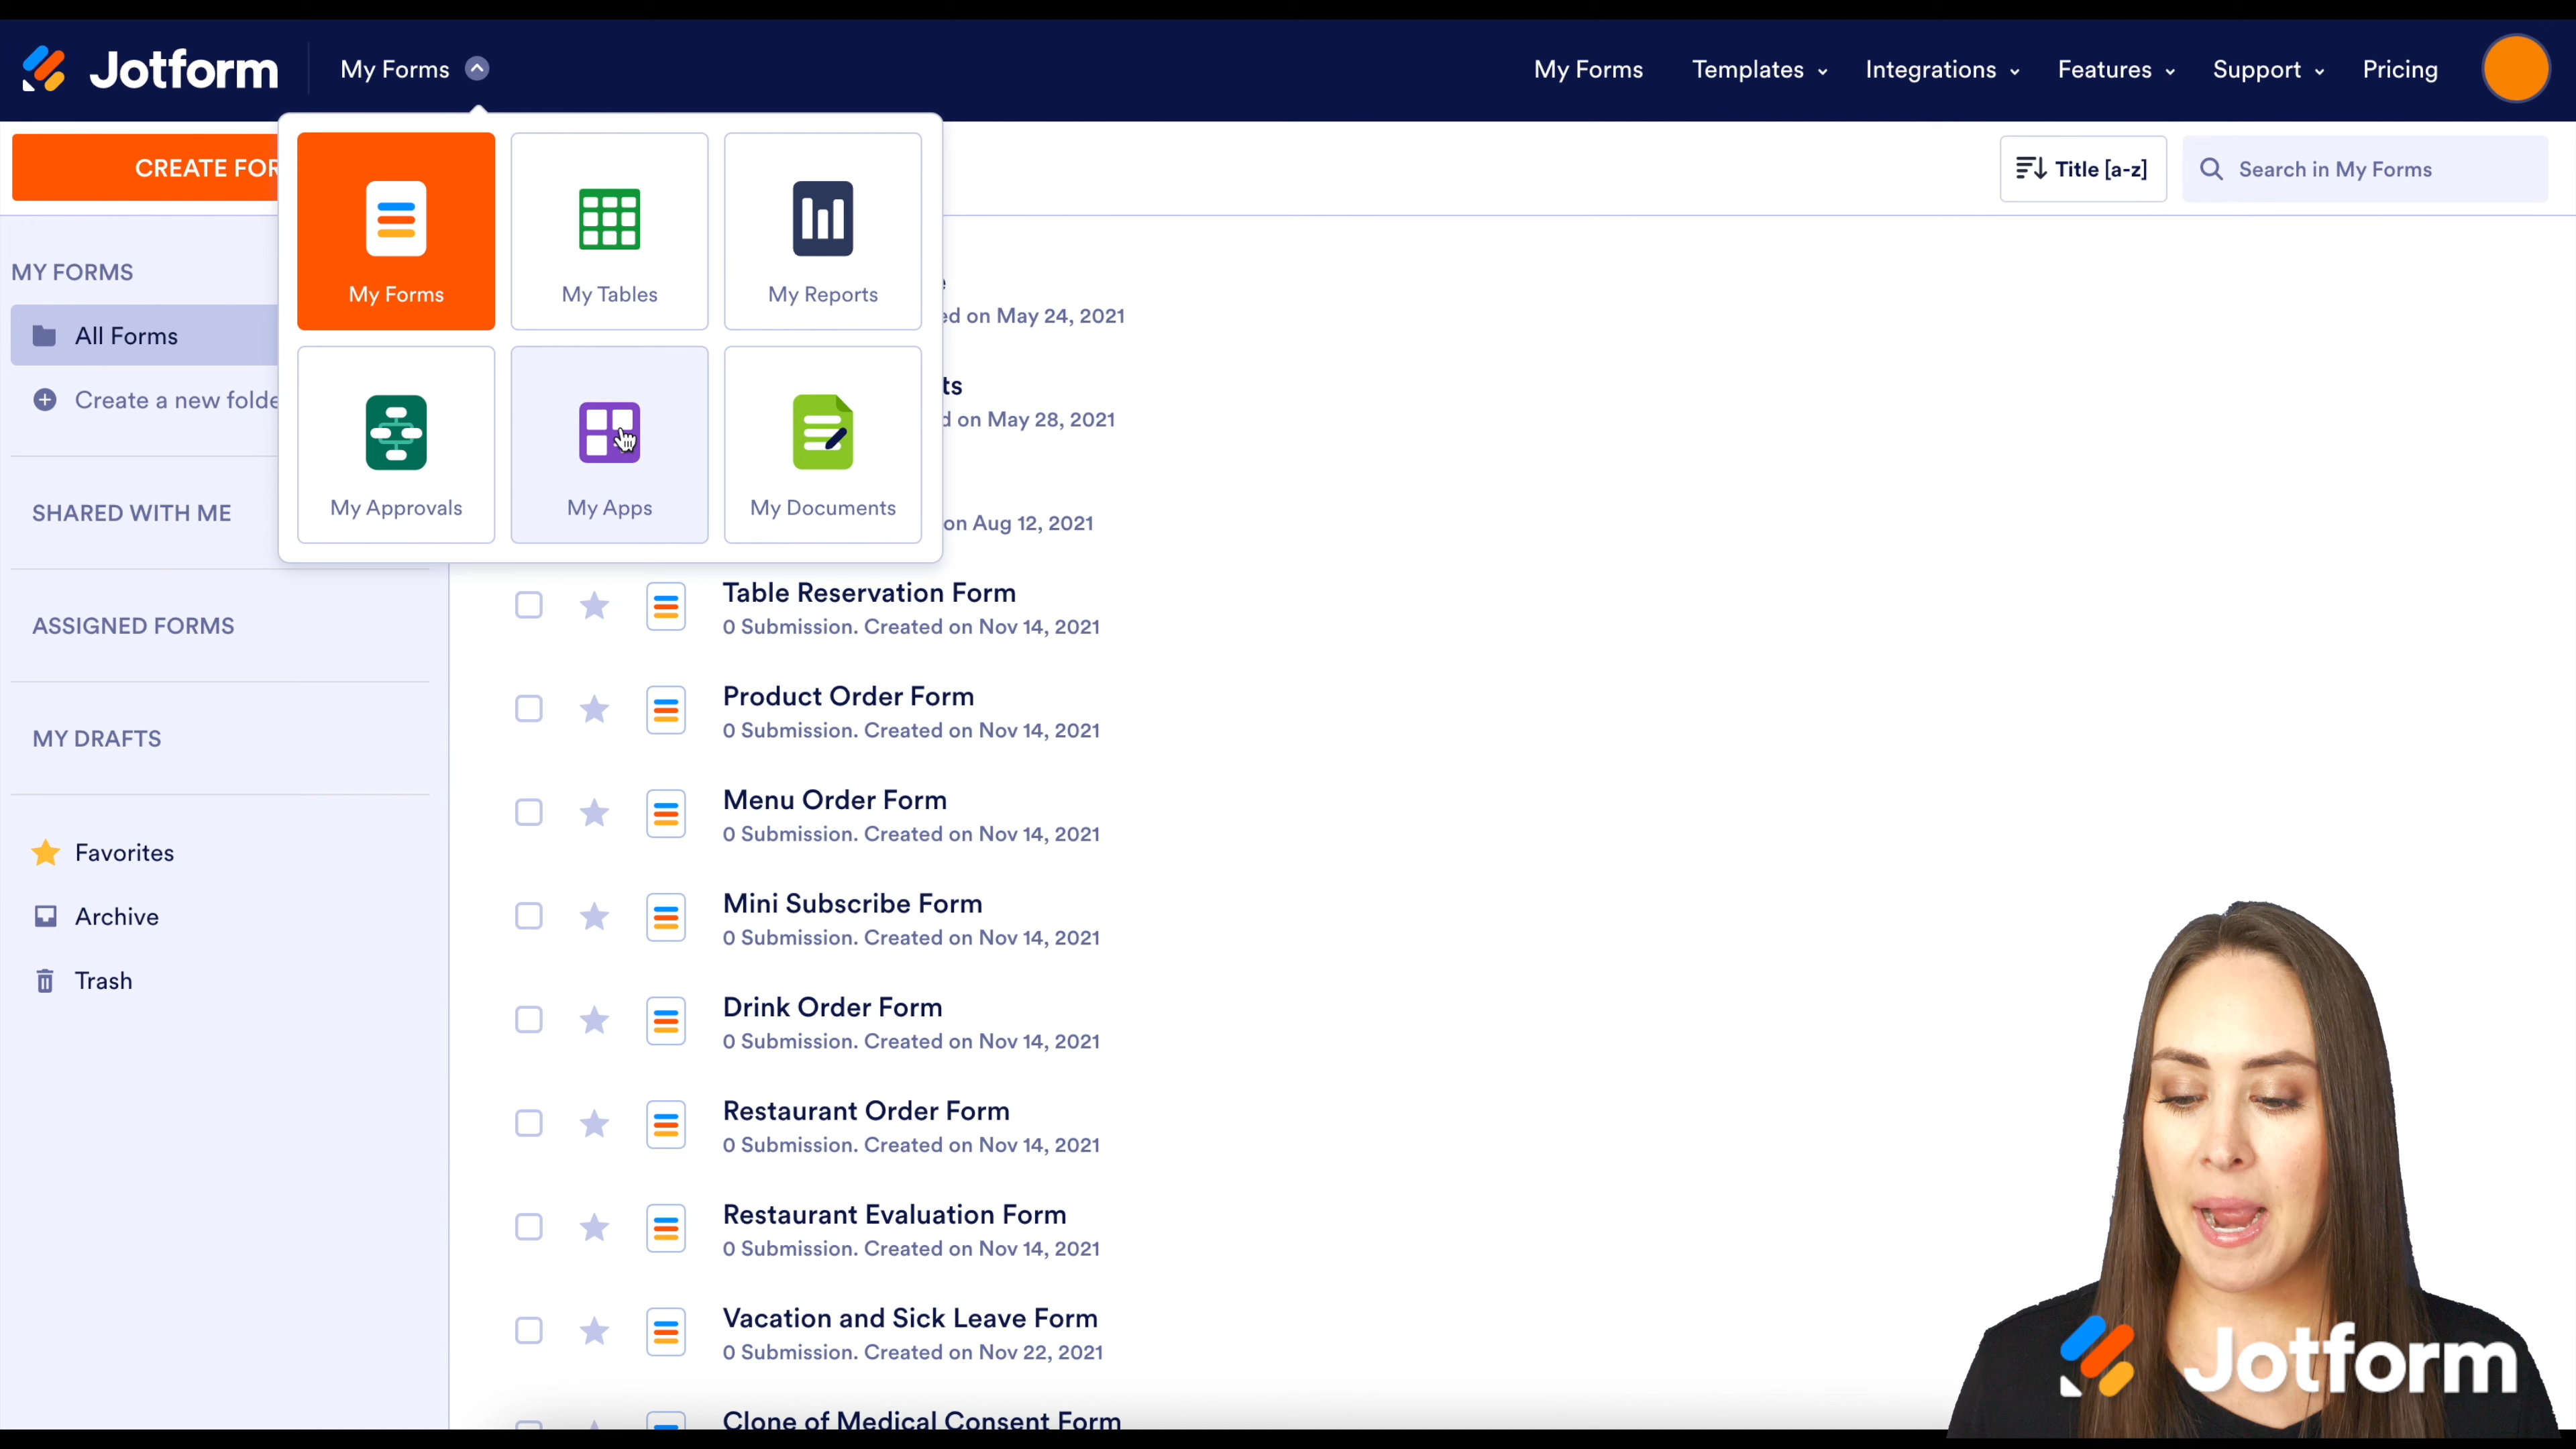 Jotform
My Forms
My Forms
Templates
Integrations
Features
Support
Pricing
CREATE FOR
Title [a-z]
Search in My Forms
My Forms
My Tables
My Reports
My Approvals
My Apps
My Documents
MY FORMS
All Forms
Create a new folde
SHARED WITH ME
ASSIGNED FORMS
MY DRAFTS
Favorites
Archive
Trash
e
ed on May 24, 2021
ts
d on May 28, 2021
on Aug 12, 2021
Table Reservation Form
0 Submission. Created on Nov 14, 2021
Product Order Form
0 Submission. Created on Nov 14, 2021
Menu Order Form
0 Submission. Created on Nov 14, 2021
Mini Subscribe Form
0 Submission. Created on Nov 14, 2021
Drink Order Form
0 Submission. Created on Nov 14, 2021
Restaurant Order Form
0 Submission. Created on Nov 14, 2021
Restaurant Evaluation Form
0 Submission. Created on Nov 14, 2021
Vacation and Sick Leave Form
0 Submission. Created on Nov 22, 2021
Clone of Medical Consent Form
Jotform